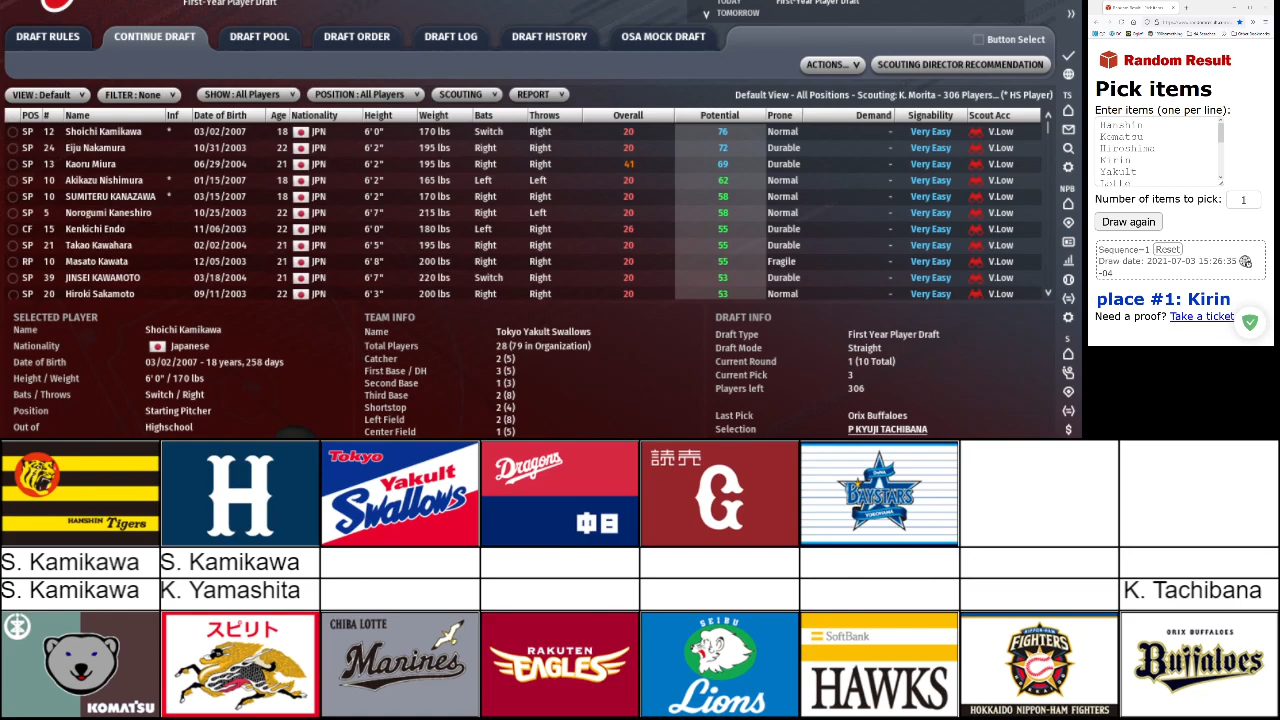 First-Year Player Draft
TODAY First-Year Player Draft
TOMORROW
DRAFT RULES CONTINUE DRAFT DRAFT POOL DRAFT ORDER DRAFT LOG DRAFT HISTORY OSA MOCK DRAFT Button Select
ACTIONS... SCOUTING DIRECTOR RECOMMENDATION
VIEW : Default FILTER : None SHOW : All Players POSITION : All Players SCOUTING REPORT Default View - All Positions - Scouting: K. Morita - 306 Players... (* HS Player)
POS # Name Inf Date of Birth Age Nationality Height Weight Bats Throws Overall Potential Prone Demand Signability Scout Acc
SP 12 Shoichi Kamikawa * 03/02/2007 18 JPN 6'0" 170 lbs Switch Right 20 76 Normal - Very Easy V.Low
SP 24 Eiju Nakamura 10/31/2003 22 JPN 6'2" 195 lbs Right Right 20 72 Durable - Very Easy V.Low
SP 13 Kaoru Miura 06/29/2004 21 JPN 6'2" 195 lbs Right Right 41 69 Durable - Very Easy V.Low
SP 10 Akikazu Nishimura * 01/15/2007 18 JPN 6'2" 165 lbs Left Left 20 62 Normal - Very Easy V.Low
SP 10 SUMITERU KANAZAWA * 03/15/2007 18 JPN 6'2" 170 lbs Right Right 20 58 Normal - Very Easy V.Low
SP 5 Norogumi Kaneshiro 10/25/2003 22 JPN 6'7" 215 lbs Right Left 20 58 Normal - Very Easy V.Low
CF 15 Kenkichi Endo 11/06/2003 22 JPN 6'0" 180 lbs Left Right 26 55 Durable - Very Easy V.Low
SP 21 Takao Kawahara 02/02/2004 21 JPN 6'5" 195 lbs Right Right 20 55 Durable - Very Easy V.Low
RP 10 Masato Kawata 12/05/2003 21 JPN 6'8" 200 lbs Right Right 20 55 Fragile - Very Easy V.Low
SP 39 JINSEI KAWAMOTO 03/18/2004 21 JPN 6'7" 220 lbs Switch Right 20 53 Durable - Very Easy V.Low
SP 20 Hiroki Sakamoto 09/11/2003 22 JPN 6'3" 200 lbs Right Right 20 53 Normal - Very Easy V.Low
SELECTED PLAYER
Name Shoichi Kamikawa
Nationality Japanese
Date of Birth 03/02/2007 - 18 years, 258 days
Height / Weight 6' 0" / 170 lbs
Bats / Throws Switch / Right
Position Starting Pitcher
Out of Highschool
TEAM INFO
Name Tokyo Yakult Swallows
Total Players 28 (79 in Organization)
Catcher 2 (5)
First Base / DH 3 (5)
Second Base 1 (3)
Third Base 2 (8)
Shortstop 2 (4)
Left Field 2 (8)
Center Field 1 (5)
DRAFT INFO
Draft Type First Year Player Draft
Draft Mode Straight
Current Round 1 (10 Total)
Current Pick 3
Players left 306
Last Pick Orix Buffaloes
Selection P KYUJI TACHIBANA
TS
NPB
S
$
Random Result
Pick items
Enter items (one per line):
Hanshin
Komatsu
Hiroshima
Kirin
Yakult
Lotte
Number of items to pick: 1
Draw again
Sequence=1 Reset
Draw date: 2021-07-03 15:26:35
-04
place #1: Kirin
Need a proof? Take a ticket
HANSHIN Tigers
H
Tokyo Yakult Swallows
Dragons 中日
読売 G
BAYSTARS YOKOHAMA
S. Kamikawa S. Kamikawa
S. Kamikawa K. Yamashita K. Tachibana
KOMATSU
スピリト
CHIBA LOTTE Marines
RAKUTEN EAGLES
SEIBU Lions
SoftBank HAWKS
NIPPON-HAM FIGHTERS HOKKAIDO NIPPON-HAM FIGHTERS
ORIX BUFFALOES Buffaloes